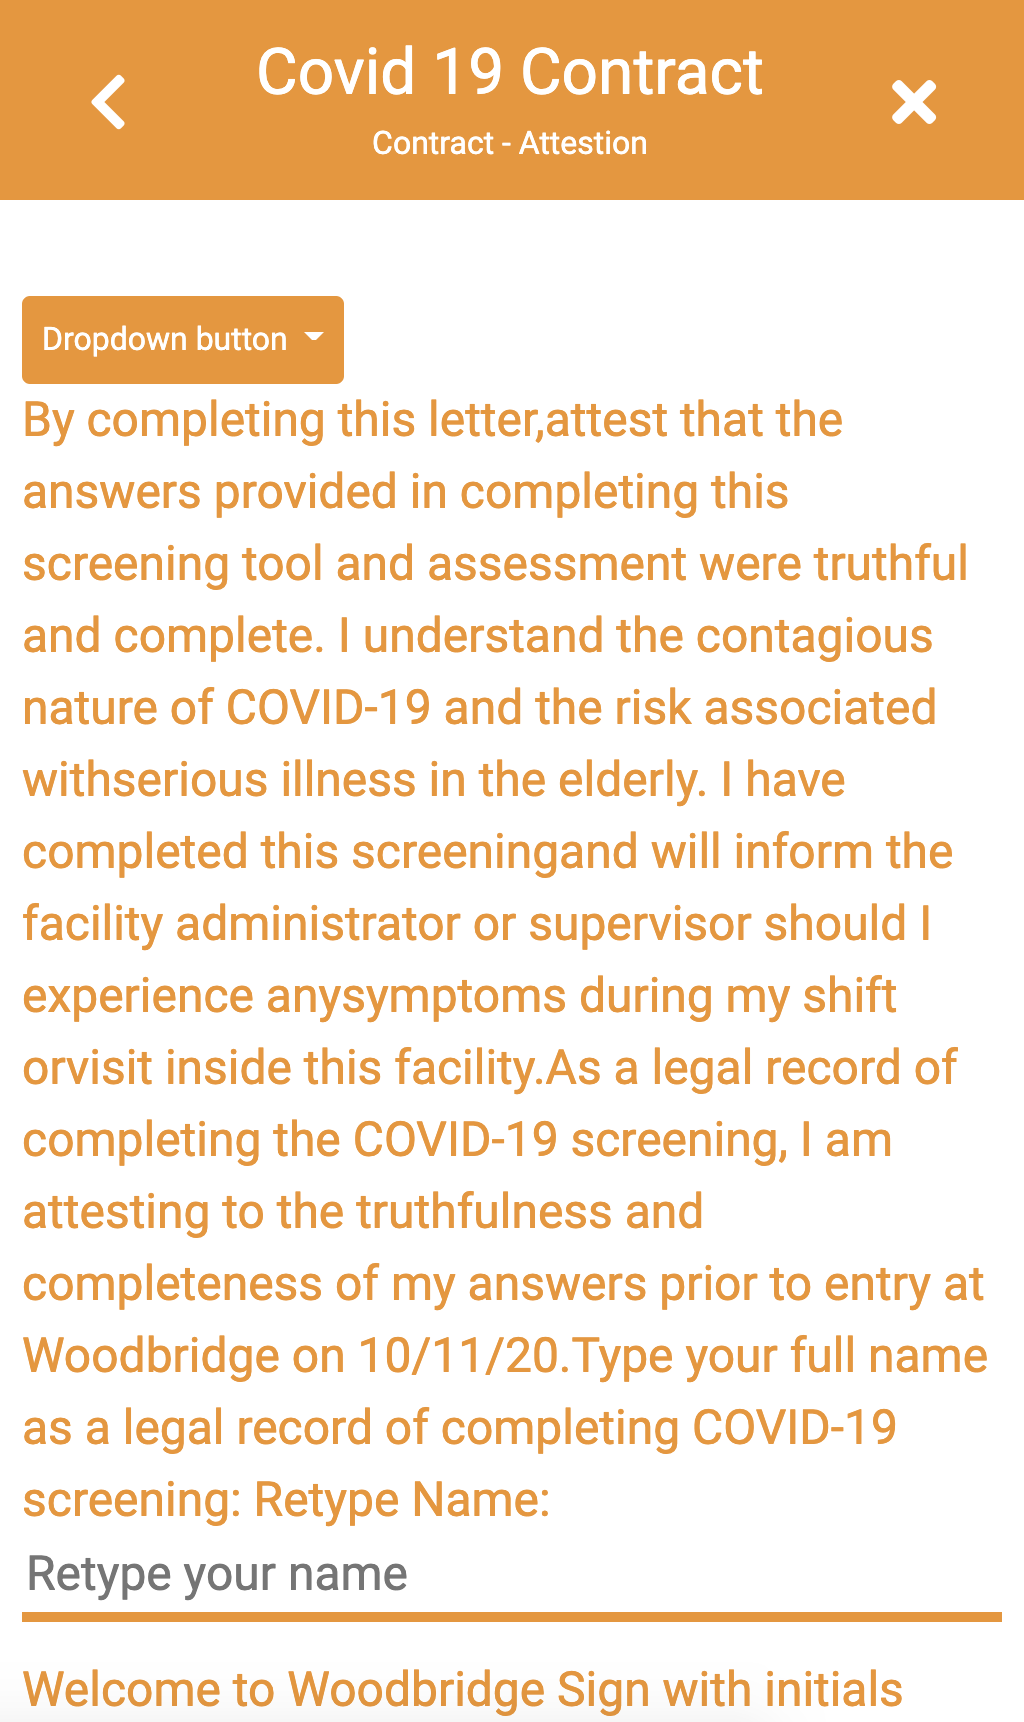 Covid 19 Contract
Contract - Attestion
Dropdown button
By completing this letter,attest that the
answers provided in completing this
screening tool and assessment were truthful
and complete. I understand the contagious
nature of COVID-19 and the risk associated
withserious illness in the elderly. I have
completed this screeningand will inform the
facility administrator or supervisor should I
experience anysymptoms during my shift
orvisit inside this facility.As a legal record of
completing the COVID-19 screening, I am
attesting to the truthfulness and
completeness of my answers prior to entry at
Woodbridge on 10/11/20.Type your full name
as a legal record of completing COVID-19
screening: Retype Name:
Retype your name
Welcome to Woodbridge Sign with initials